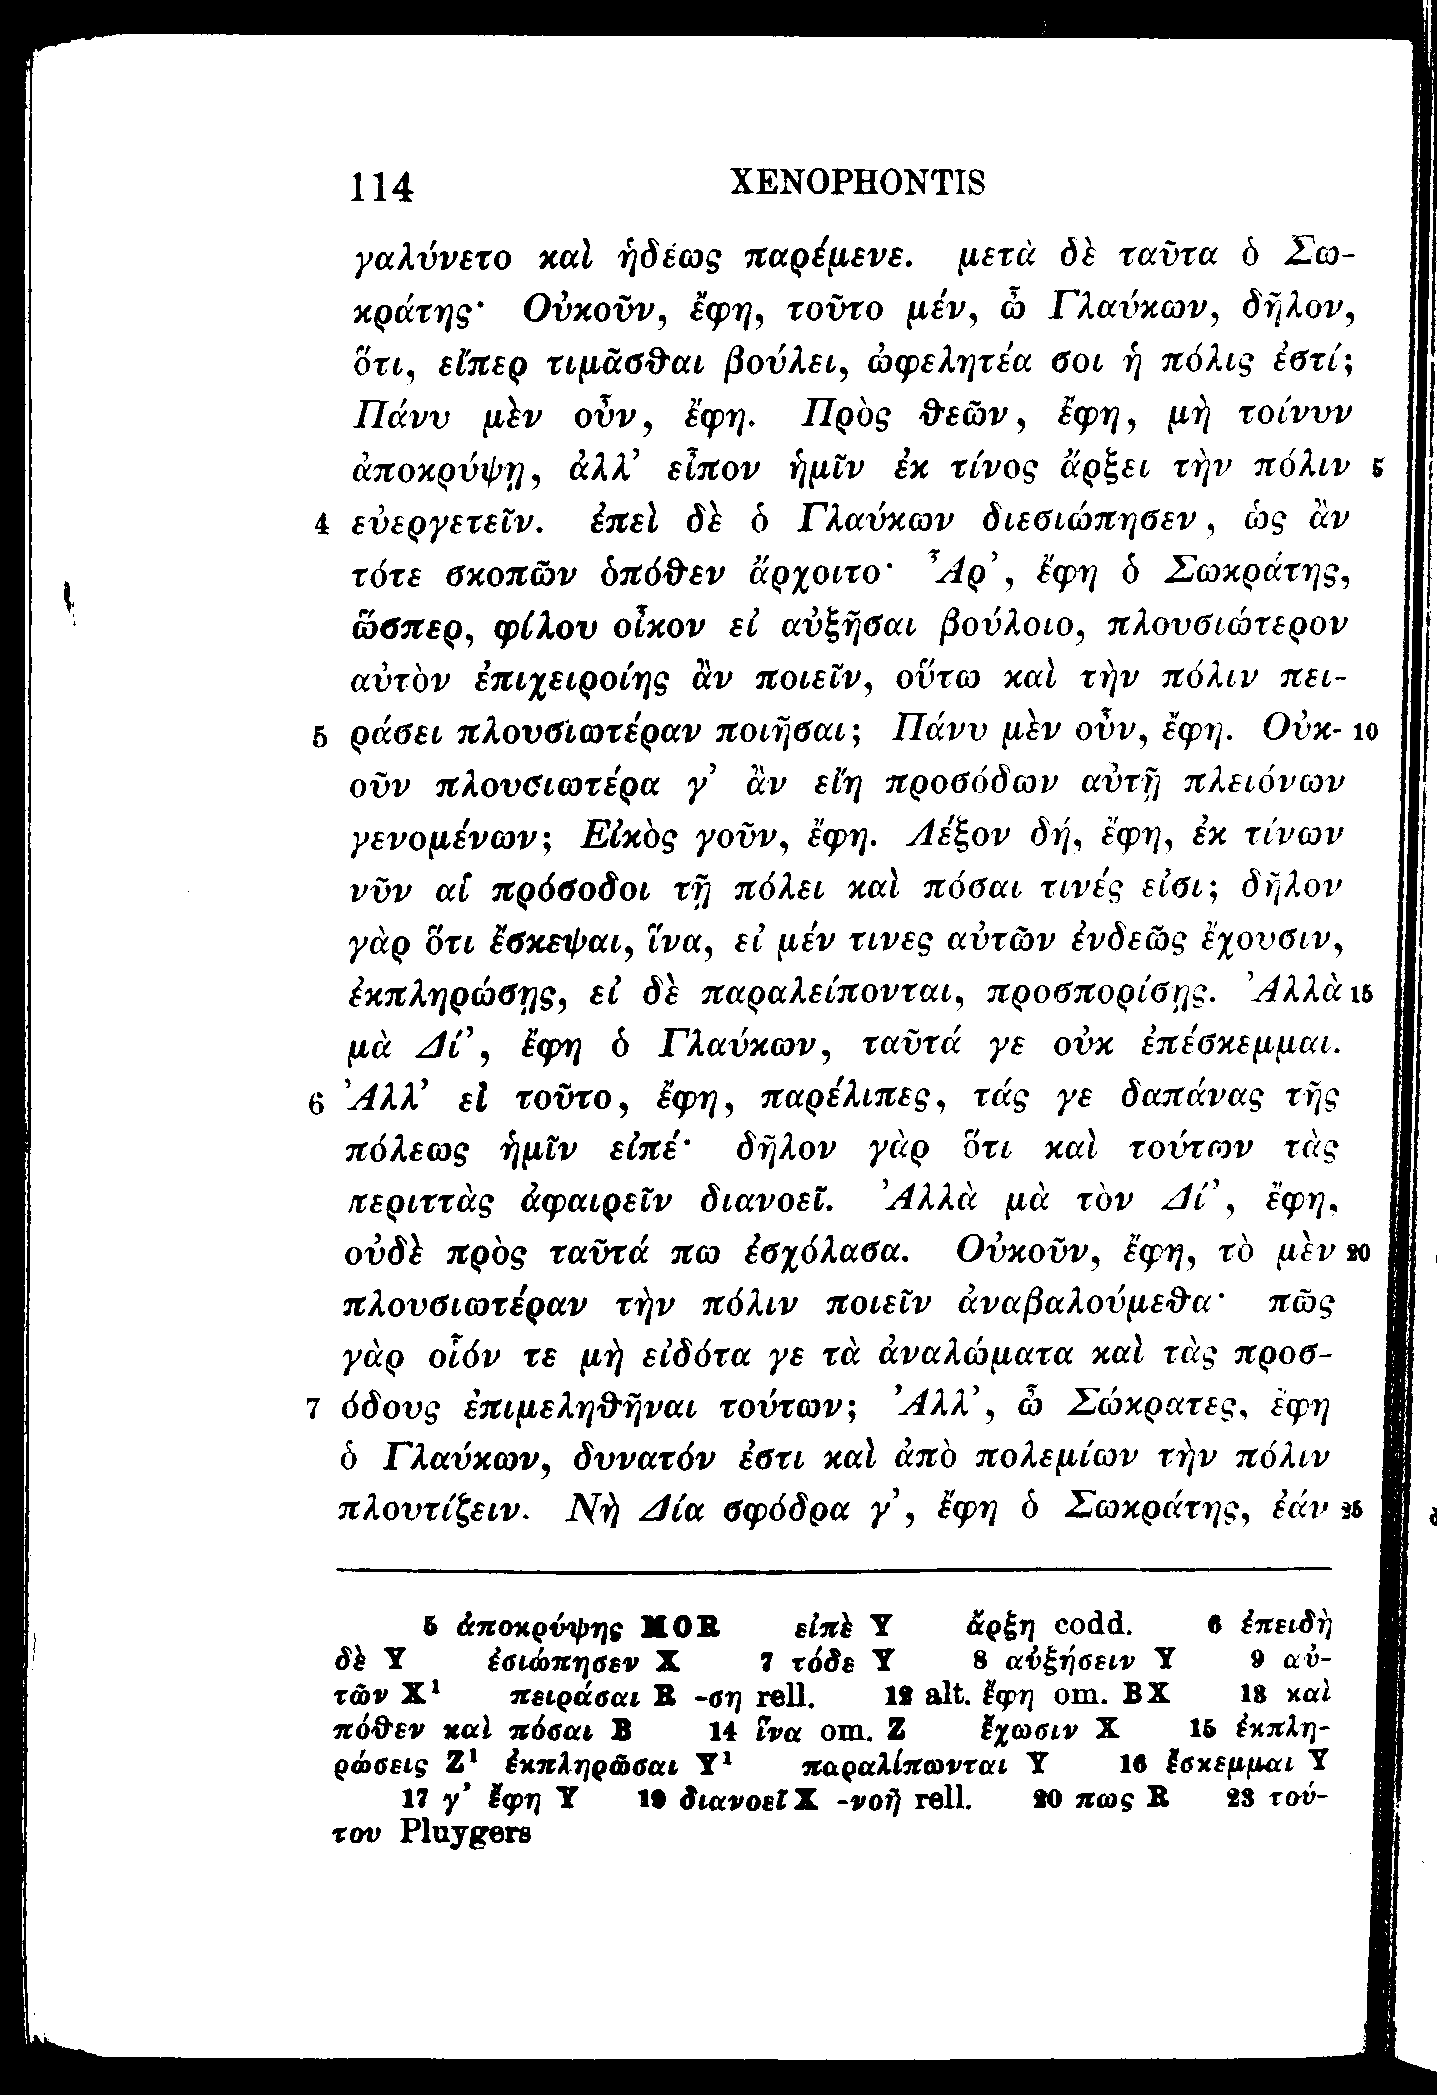 114 XENOPHONTIS
γαλύνετο καὶ ἡδέως παρέμενε. μετὰ δὲ ταῦτα ὁ Σω-
κράτης· Οὐκοῦν, ἔφη, τοῦτο μέν, ὦ Γλαύκων, δῆλον,
ὅτι, εἴπερ τιμᾶσθαι βούλει, ὠφελητέα σοι ἡ πόλις ἐστί;
Πάνυ μὲν οὖν, ἔφη. Πρὸς θεῶν, ἔφη, μὴ τοίνυν
ἀποκρύψῃ, ἀλλ’ εἶπον ἡμῖν ἐκ τίνος ἄρξει τὴν πόλιν 5
4 εὐεργετεῖν. ἐπεὶ δὲ ὁ Γλαύκων διεσιώπησεν, ὡς ἂν
τότε σκοπῶν ὁπόθεν ἄρχοιτο· Ἆρ’, ἔφη ὁ Σωκράτης,
ὥσπερ, φίλου οἶκον εἰ αὐξῆσαι βούλοιο, πλουσιώτερον
αὐτὸν ἐπιχειροίης ἂν ποιεῖν, οὕτω καὶ τὴν πόλιν πει-
5 ράσει πλουσιωτέραν ποιῆσαι; Πάνυ μὲν οὖν, ἔφη. Οὐκ- 10
οῦν πλουσιωτέρα γ’ ἂν εἴη προσόδων αὐτῇ πλειόνων
γενομένων; Εἰκὸς γοῦν, ἔφη. Λέξον δή, ἔφη, ἐκ τίνων
νῦν αἱ πρόσοδοι τῇ πόλει καὶ πόσαι τινές εἰσι; δῆλον
γὰρ ὅτι ἔσκεψαι, ἵνα, εἰ μέν τινες αὐτῶν ἐνδεῶς ἔχουσιν,
ἐκπληρώσῃς, εἰ δὲ παραλείπονται, προσπορίσῃς. Ἀλλὰ 15
μὰ Δί’, ἔφη ὁ Γλαύκων, ταῦτά γε οὐκ ἐπέσκεμμαι.
6 Ἀλλ’ εἰ τοῦτο, ἔφη, παρέλιπες, τάς γε δαπάνας τῆς
πόλεως ἡμῖν εἰπέ· δῆλον γὰρ ὅτι καὶ τούτων τὰς
περιττὰς ἀφαιρεῖν διανοεῖ. Ἀλλὰ μὰ τὸν Δί’, ἔφη,
οὐδὲ πρὸς ταῦτά πω ἐσχόλασα. Οὐκοῦν, ἔφη, τὸ μὲν 20
πλουσιωτέραν τὴν πόλιν ποιεῖν ἀναβαλούμεθα· πῶς
γὰρ οἷόν τε μὴ εἰδότα γε τὰ ἀναλώματα καὶ τὰς προσ-
7 όδους ἐπιμεληθῆναι τούτων; Ἀλλ’, ὦ Σώκρατες, ἔφη
ὁ Γλαύκων, δυνατόν ἐστι καὶ ἀπὸ πολεμίων τὴν πόλιν
πλουτίζειν. Νὴ Δία σφόδρα γ’, ἔφη ὁ Σωκράτης, ἐάν 25
5 ἀποκρύψης MOR εἰπὲ Y ἄρξη codd. 6 ἐπειδὴ
δὲ Y ἐσιώπησεν X 7 τόδε Y 8 αὐξήσειν Y 9 αὐ-
τῶν X¹ πειράσαι R -ση rell. 12 alt. ἔφη om. BX 13 καὶ
πόθεν καὶ πόσαι B 14 ἵνα om. Z ἔχωσιν X 15 ἐκπλη-
ρώσεις Z¹ ἐκπληρῶσαι Y¹ παραλίπωνται Y 16 ἔσκεμμαι Y
17 γ’ ἔφη Y 19 διανοεῖ X -νοῇ rell. 20 πως R 23 τού-
του Pluygers